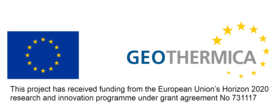 GEOTHERMICA
This project has received funding from the European Union's Horizon 2020
research and innovation programme under grant agreement No 731117